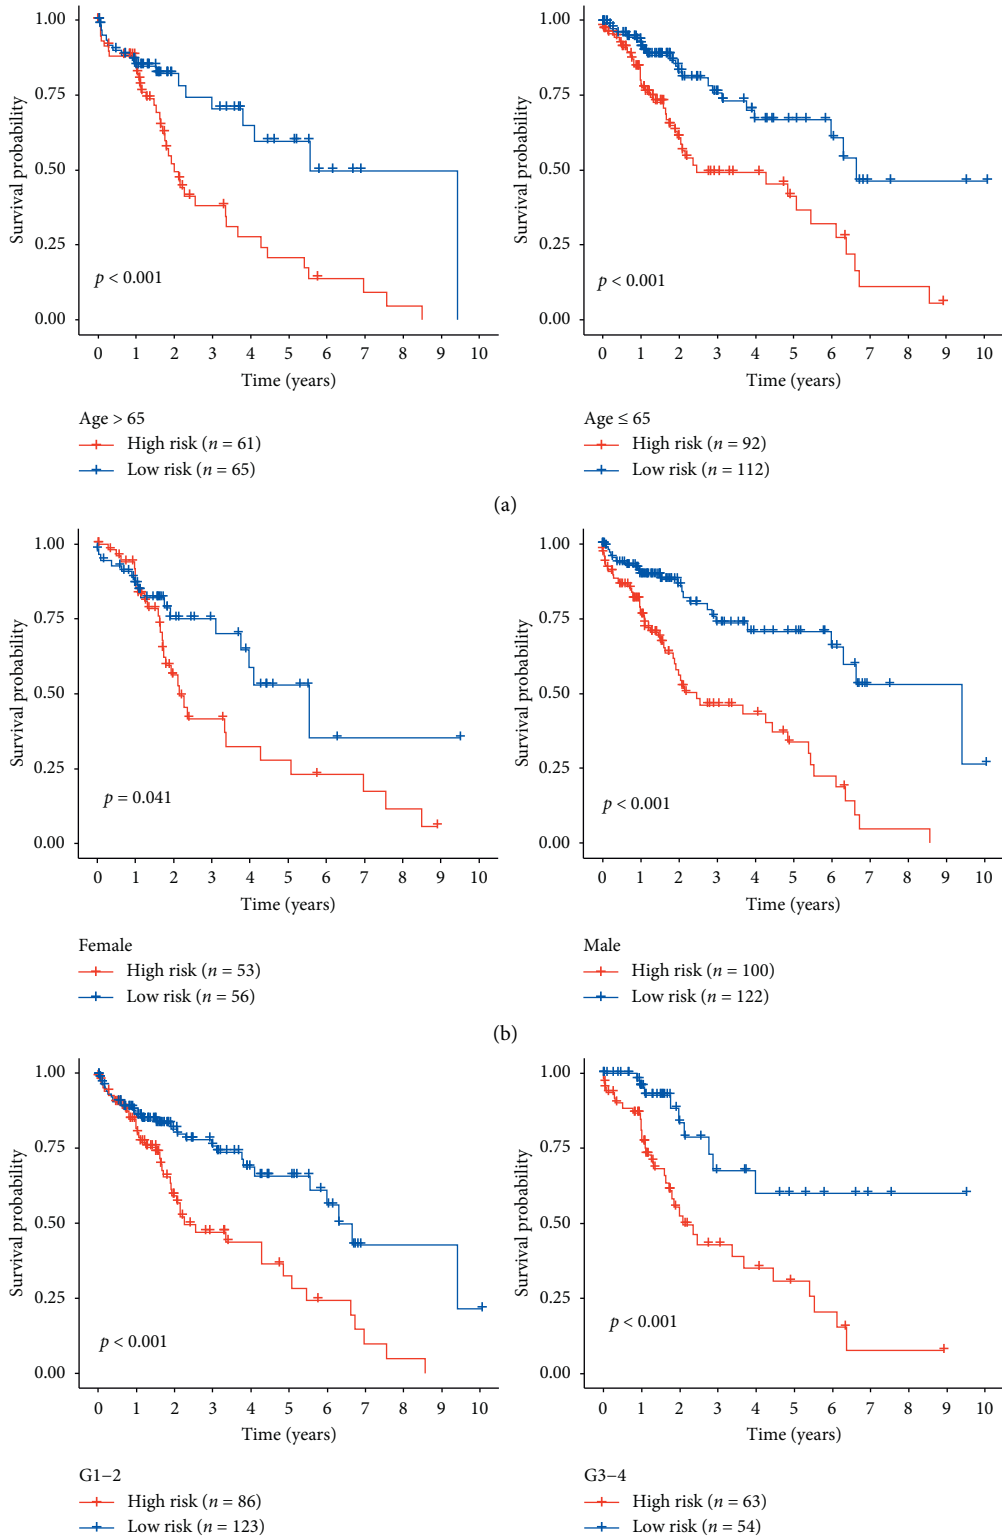 1.00
0.75
0.50
0.25
0.00
Survival probability
p < 0.001
0 1 2 3 4 5 6 7 8 9 10
Time (years)
Age > 65
High risk (n = 61)
Low risk (n = 65)
1.00
0.75
0.50
0.25
0.00
Survival probability
p < 0.001
0 1 2 3 4 5 6 7 8 9 10
Time (years)
Age ≤ 65
High risk (n = 92)
Low risk (n = 112)
(a)
1.00
0.75
0.50
0.25
0.00
Survival probability
p = 0.041
0 1 2 3 4 5 6 7 8 9 10
Time (years)
Female
High risk (n = 53)
Low risk (n = 56)
1.00
0.75
0.50
0.25
0.00
Survival probability
p < 0.001
0 1 2 3 4 5 6 7 8 9 10
Time (years)
Male
High risk (n = 100)
Low risk (n = 122)
(b)
1.00
0.75
0.50
0.25
0.00
Survival probability
p < 0.001
0 1 2 3 4 5 6 7 8 9 10
Time (years)
G1−2
High risk (n = 86)
Low risk (n = 123)
1.00
0.75
0.50
0.25
0.00
Survival probability
p < 0.001
0 1 2 3 4 5 6 7 8 9 10
Time (years)
G3−4
High risk (n = 63)
Low risk (n = 54)